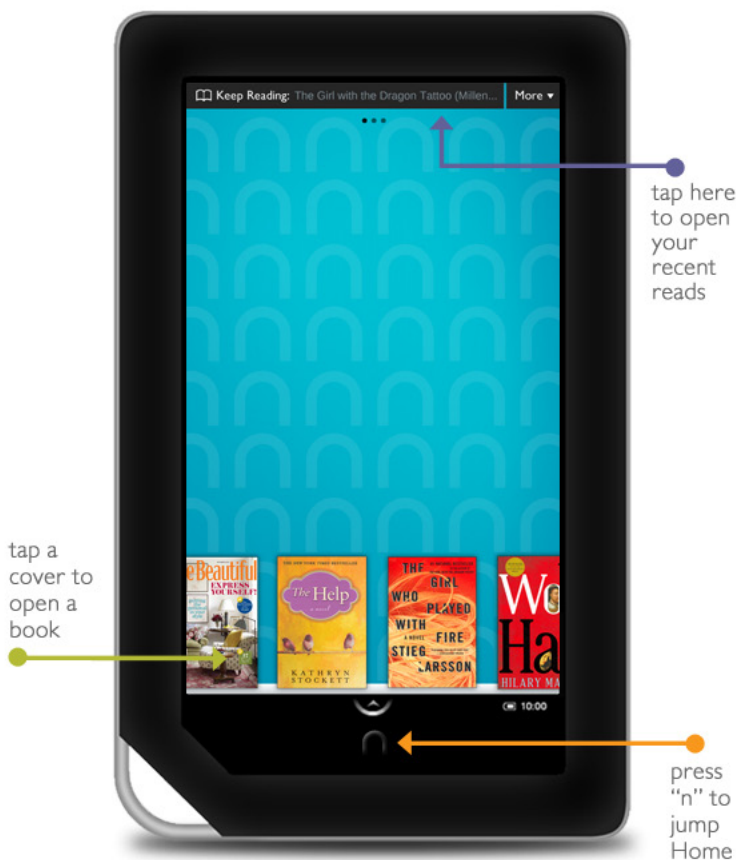 Keep Reading: The Girl with the Dragon Tattoo (Millen... More
tap here
to open
your
recent
reads
tap a
cover to
open a
book
e Beautiful
EXPRESS
YOURSELF!
The Help
a novel
KATHRYN
STOCKETT
THE
GIRL
WHO
PLAYED
WITH
A NOVEL
FIRE
STIEG
LARSSON
Wo
Ha
HILARY MA
10:00
press
“n” to
jump
Home